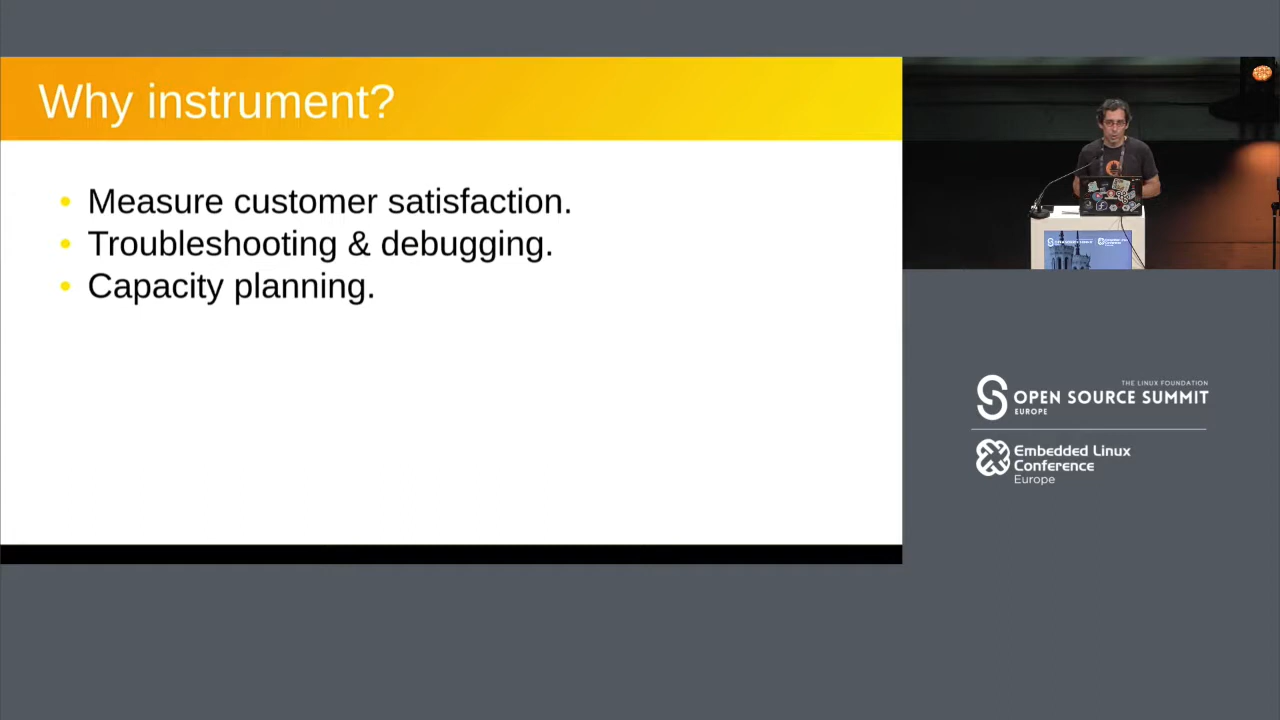 Why instrument?
Measure customer satisfaction.
Troubleshooting & debugging.
Capacity planning.
THE LINUX FOUNDATION
OPEN SOURCE SUMMIT
EUROPE
Embedded Linux
Conference
Europe